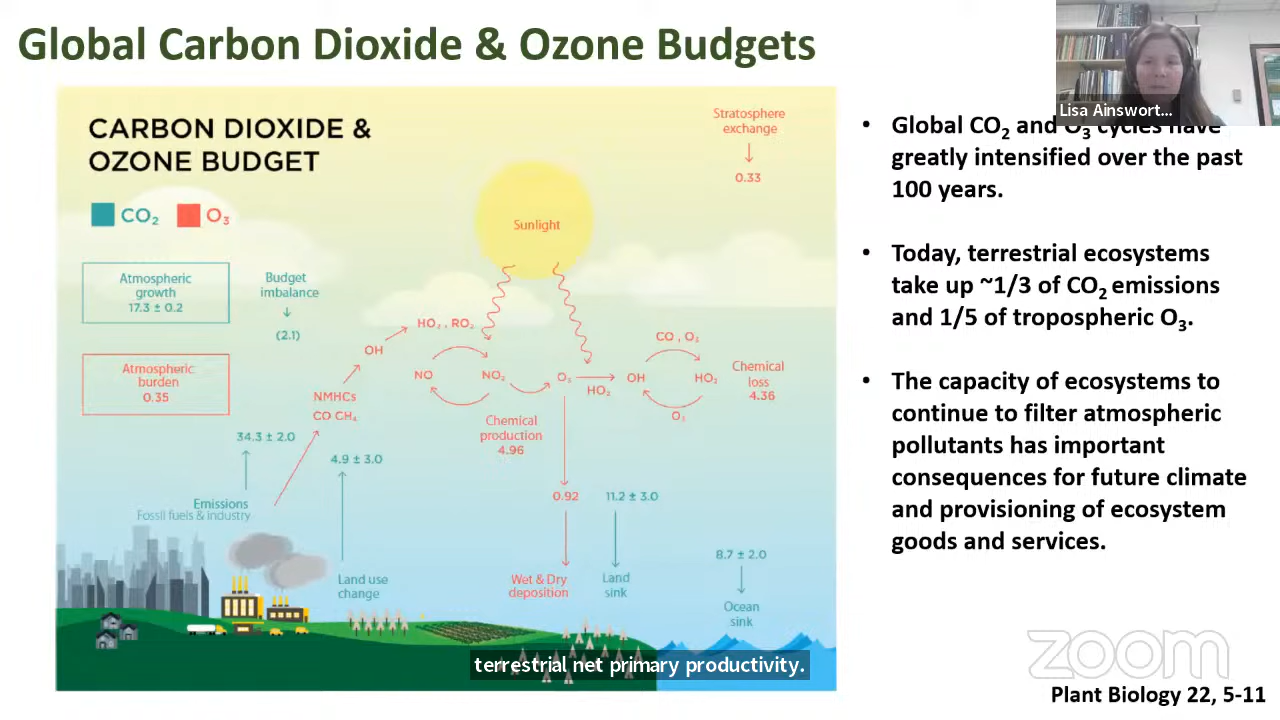 Global Carbon Dioxide & Ozone Budgets
Lisa Ainswort...
CARBON DIOXIDE &
OZONE BUDGET
CO₂ O₃
Stratosphere
exchange
0.33
Sunlight
Atmospheric
growth
17.3 ± 0.2
Budget
imbalance
(2.1)
Atmospheric
burden
0.35
HO₂ , RO₂
OH
NMHCs
CO CH₄
NO
NO₂
O₃
HO₂
OH
CO , O₃
HO₂
O₃
Chemical
loss
4.36
Chemical
production
4.96
34.3 ± 2.0
4.9 ± 3.0
Emissions
Fossil fuels & industry
Land use
change
0.92
Wet & Dry
deposition
11.2 ± 3.0
Land
sink
8.7 ± 2.0
Ocean
sink
terrestrial net primary productivity.
• Global CO₂ and O₃ cycles have
greatly intensified over the past
100 years.
• Today, terrestrial ecosystems
take up ~1/3 of CO₂ emissions
and 1/5 of tropospheric O₃.
• The capacity of ecosystems to
continue to filter atmospheric
pollutants has important
consequences for future climate
and provisioning of ecosystem
goods and services.
zoom
Plant Biology 22, 5-11